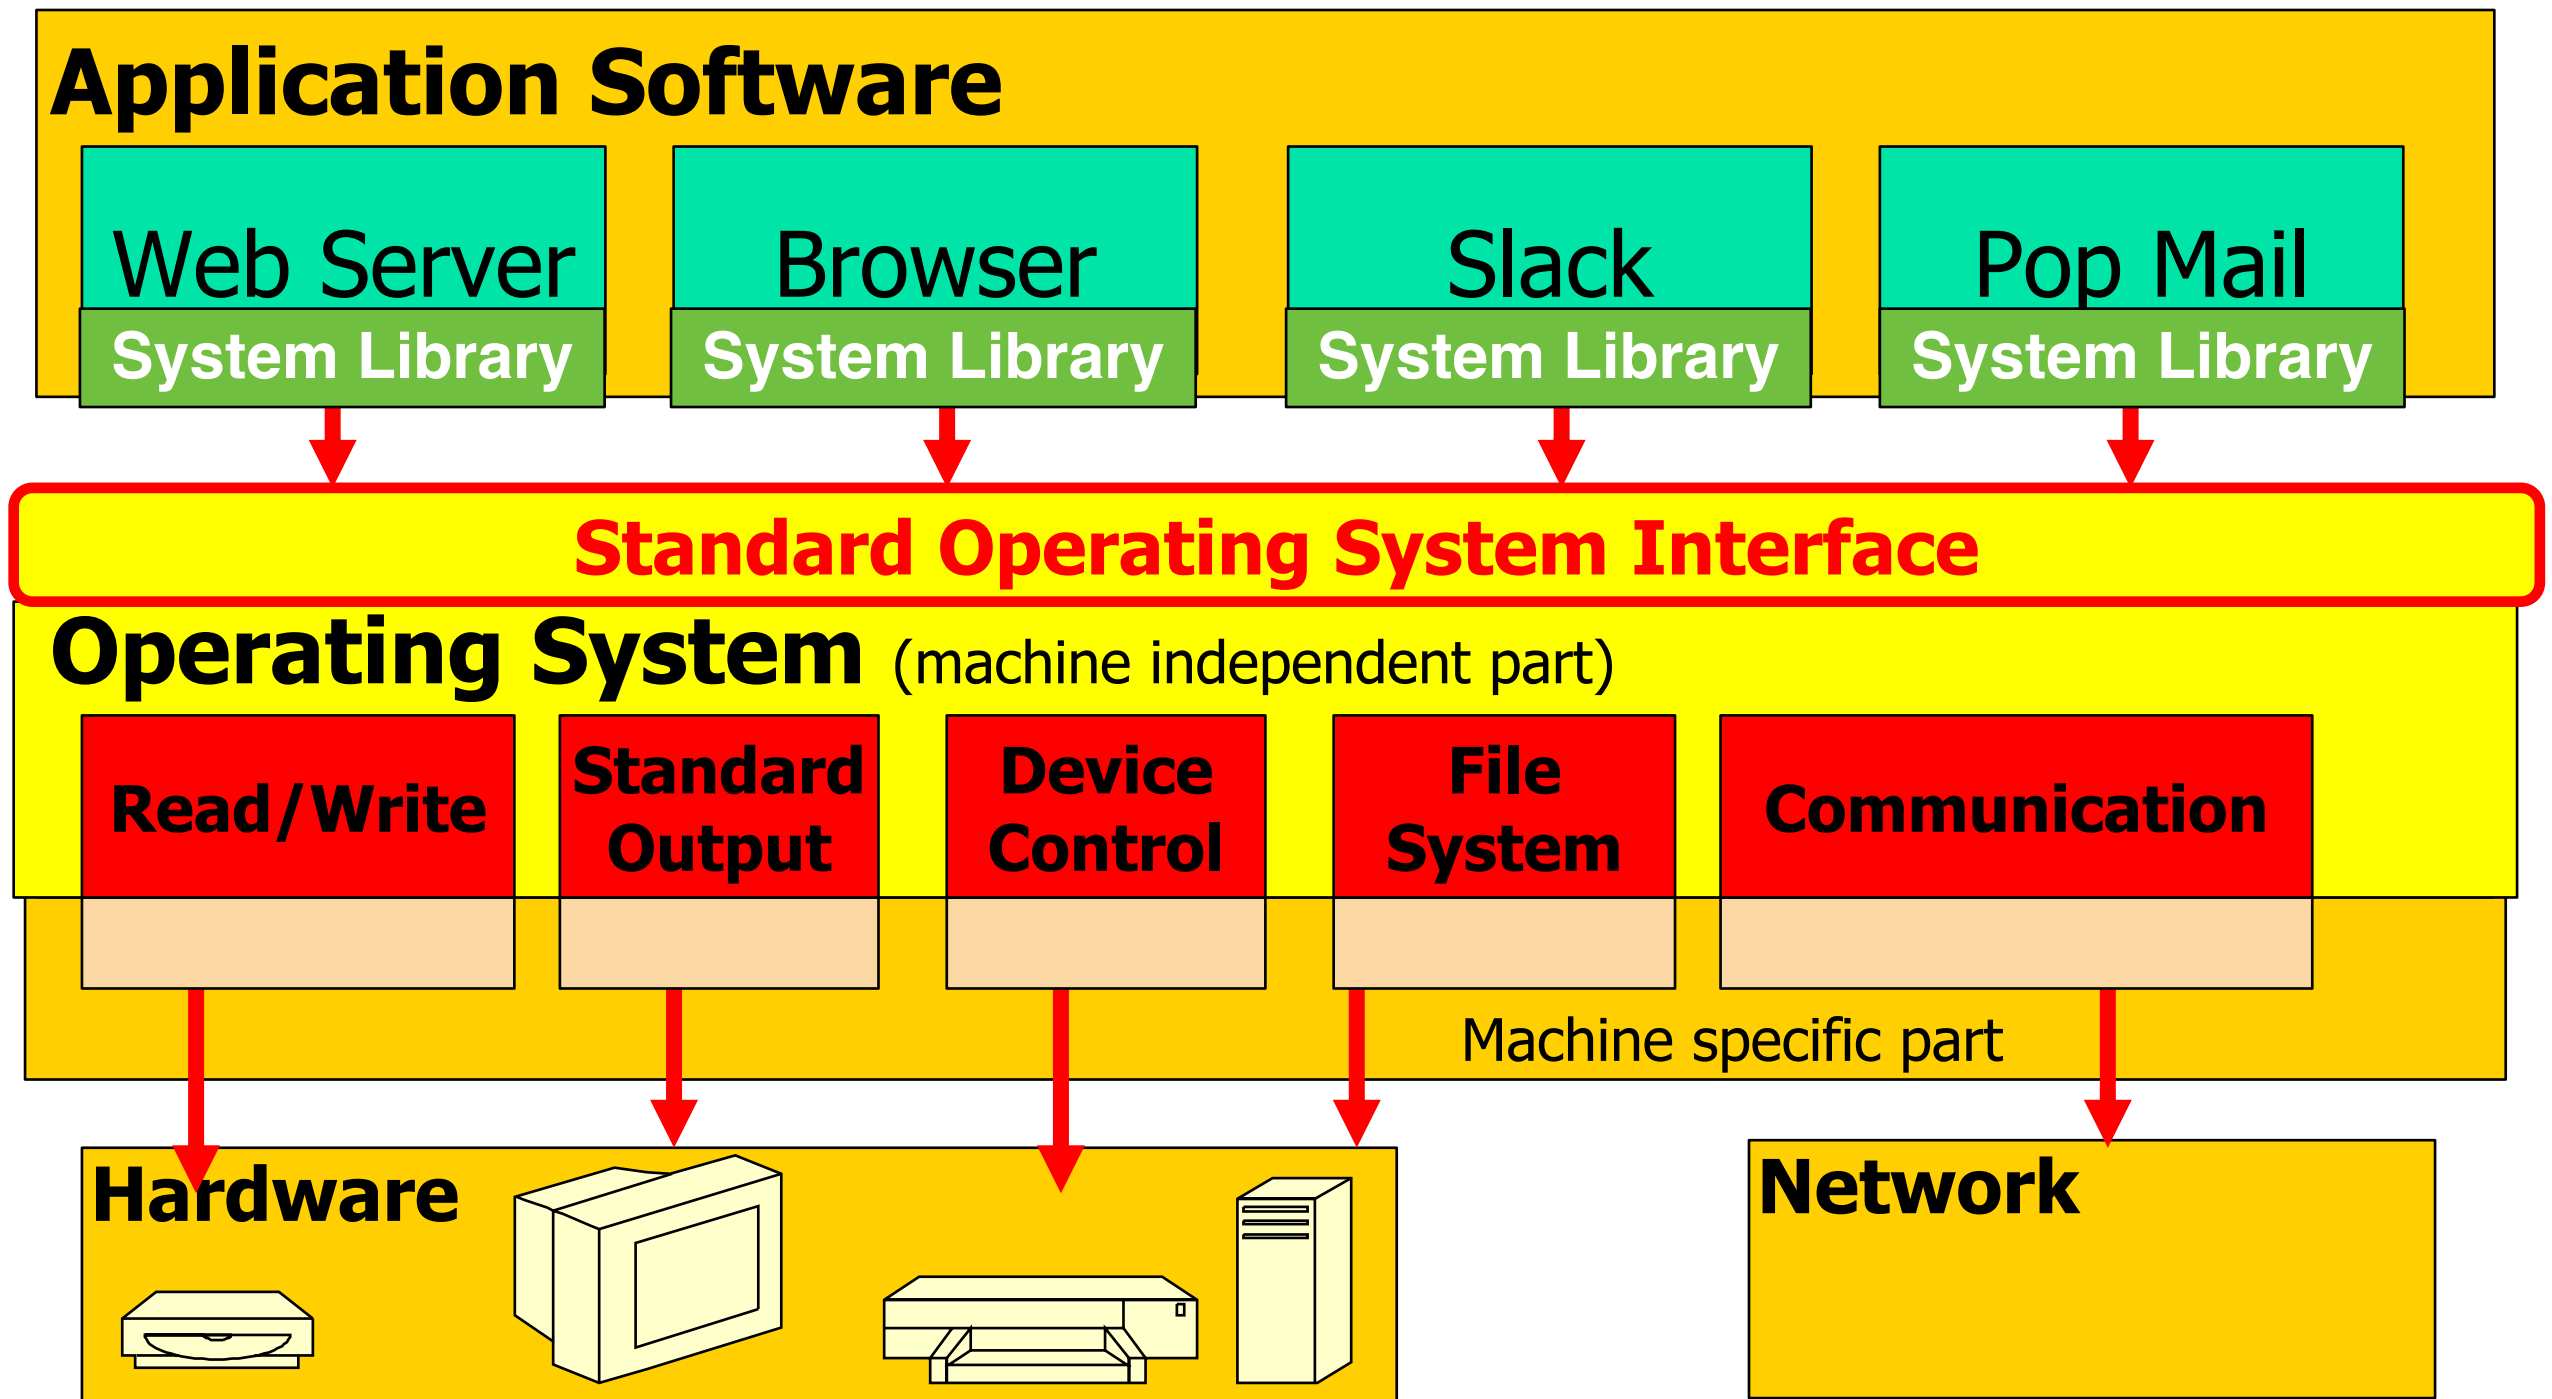 Application Software
Web Server
Browser
Slack
Pop Mail
System Library
System Library
System Library
System Library
Standard Operating System Interface
Operating System (machine independent part)
Read/Write
Standard
Output
Device
Control
File
System
Communication
Machine specific part
Hardware
Network